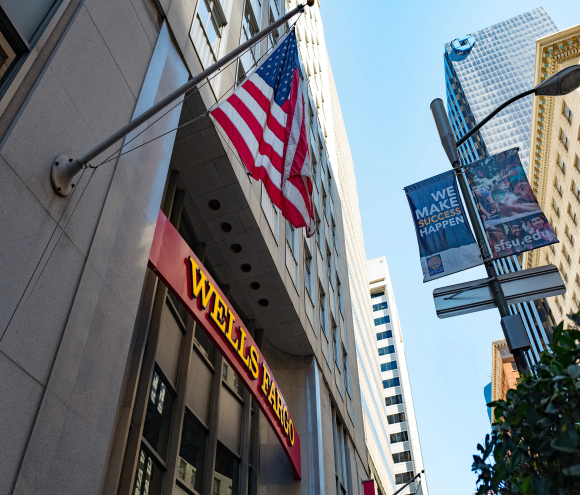 WELLS FARGO
WE
MAKE
SUCCESS
HAPPEN
sfsu.edu